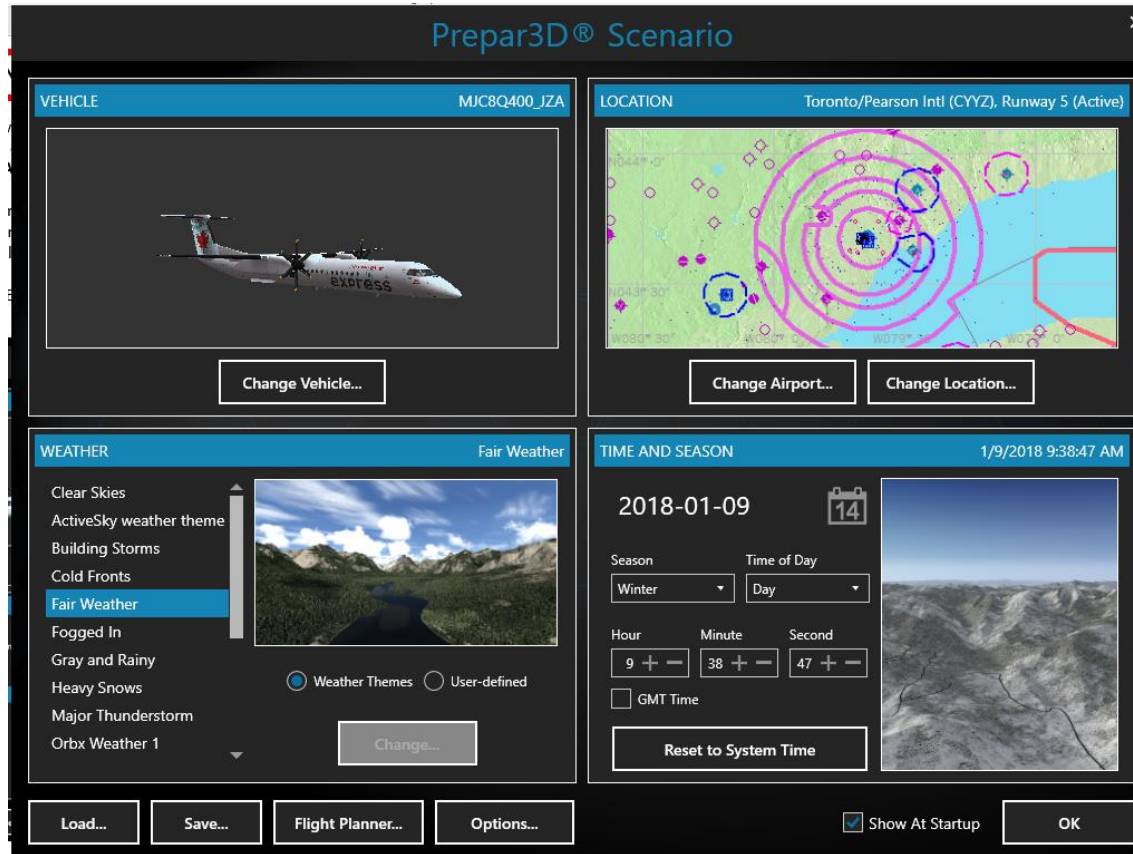 Prepar3D® Scenario
VEHICLE
MJC8Q400_JZA
express
Change Vehicle...
LOCATION
Toronto/Pearson Intl (CYYZ), Runway 5 (Active)
Change Airport...
Change Location...
WEATHER
Fair Weather
Clear Skies
ActiveSky weather theme
Building Storms
Cold Fronts
Fair Weather
Fogged In
Gray and Rainy
Heavy Snows
Major Thunderstorm
Orbx Weather 1
Weather Themes
User-defined
Change...
TIME AND SEASON
1/9/2018 9:38:47 AM
2018-01-09
14
Season
Time of Day
Winter
Day
Hour
Minute
Second
9
38
47
GMT Time
Reset to System Time
Load...
Save...
Flight Planner...
Options...
Show At Startup
OK